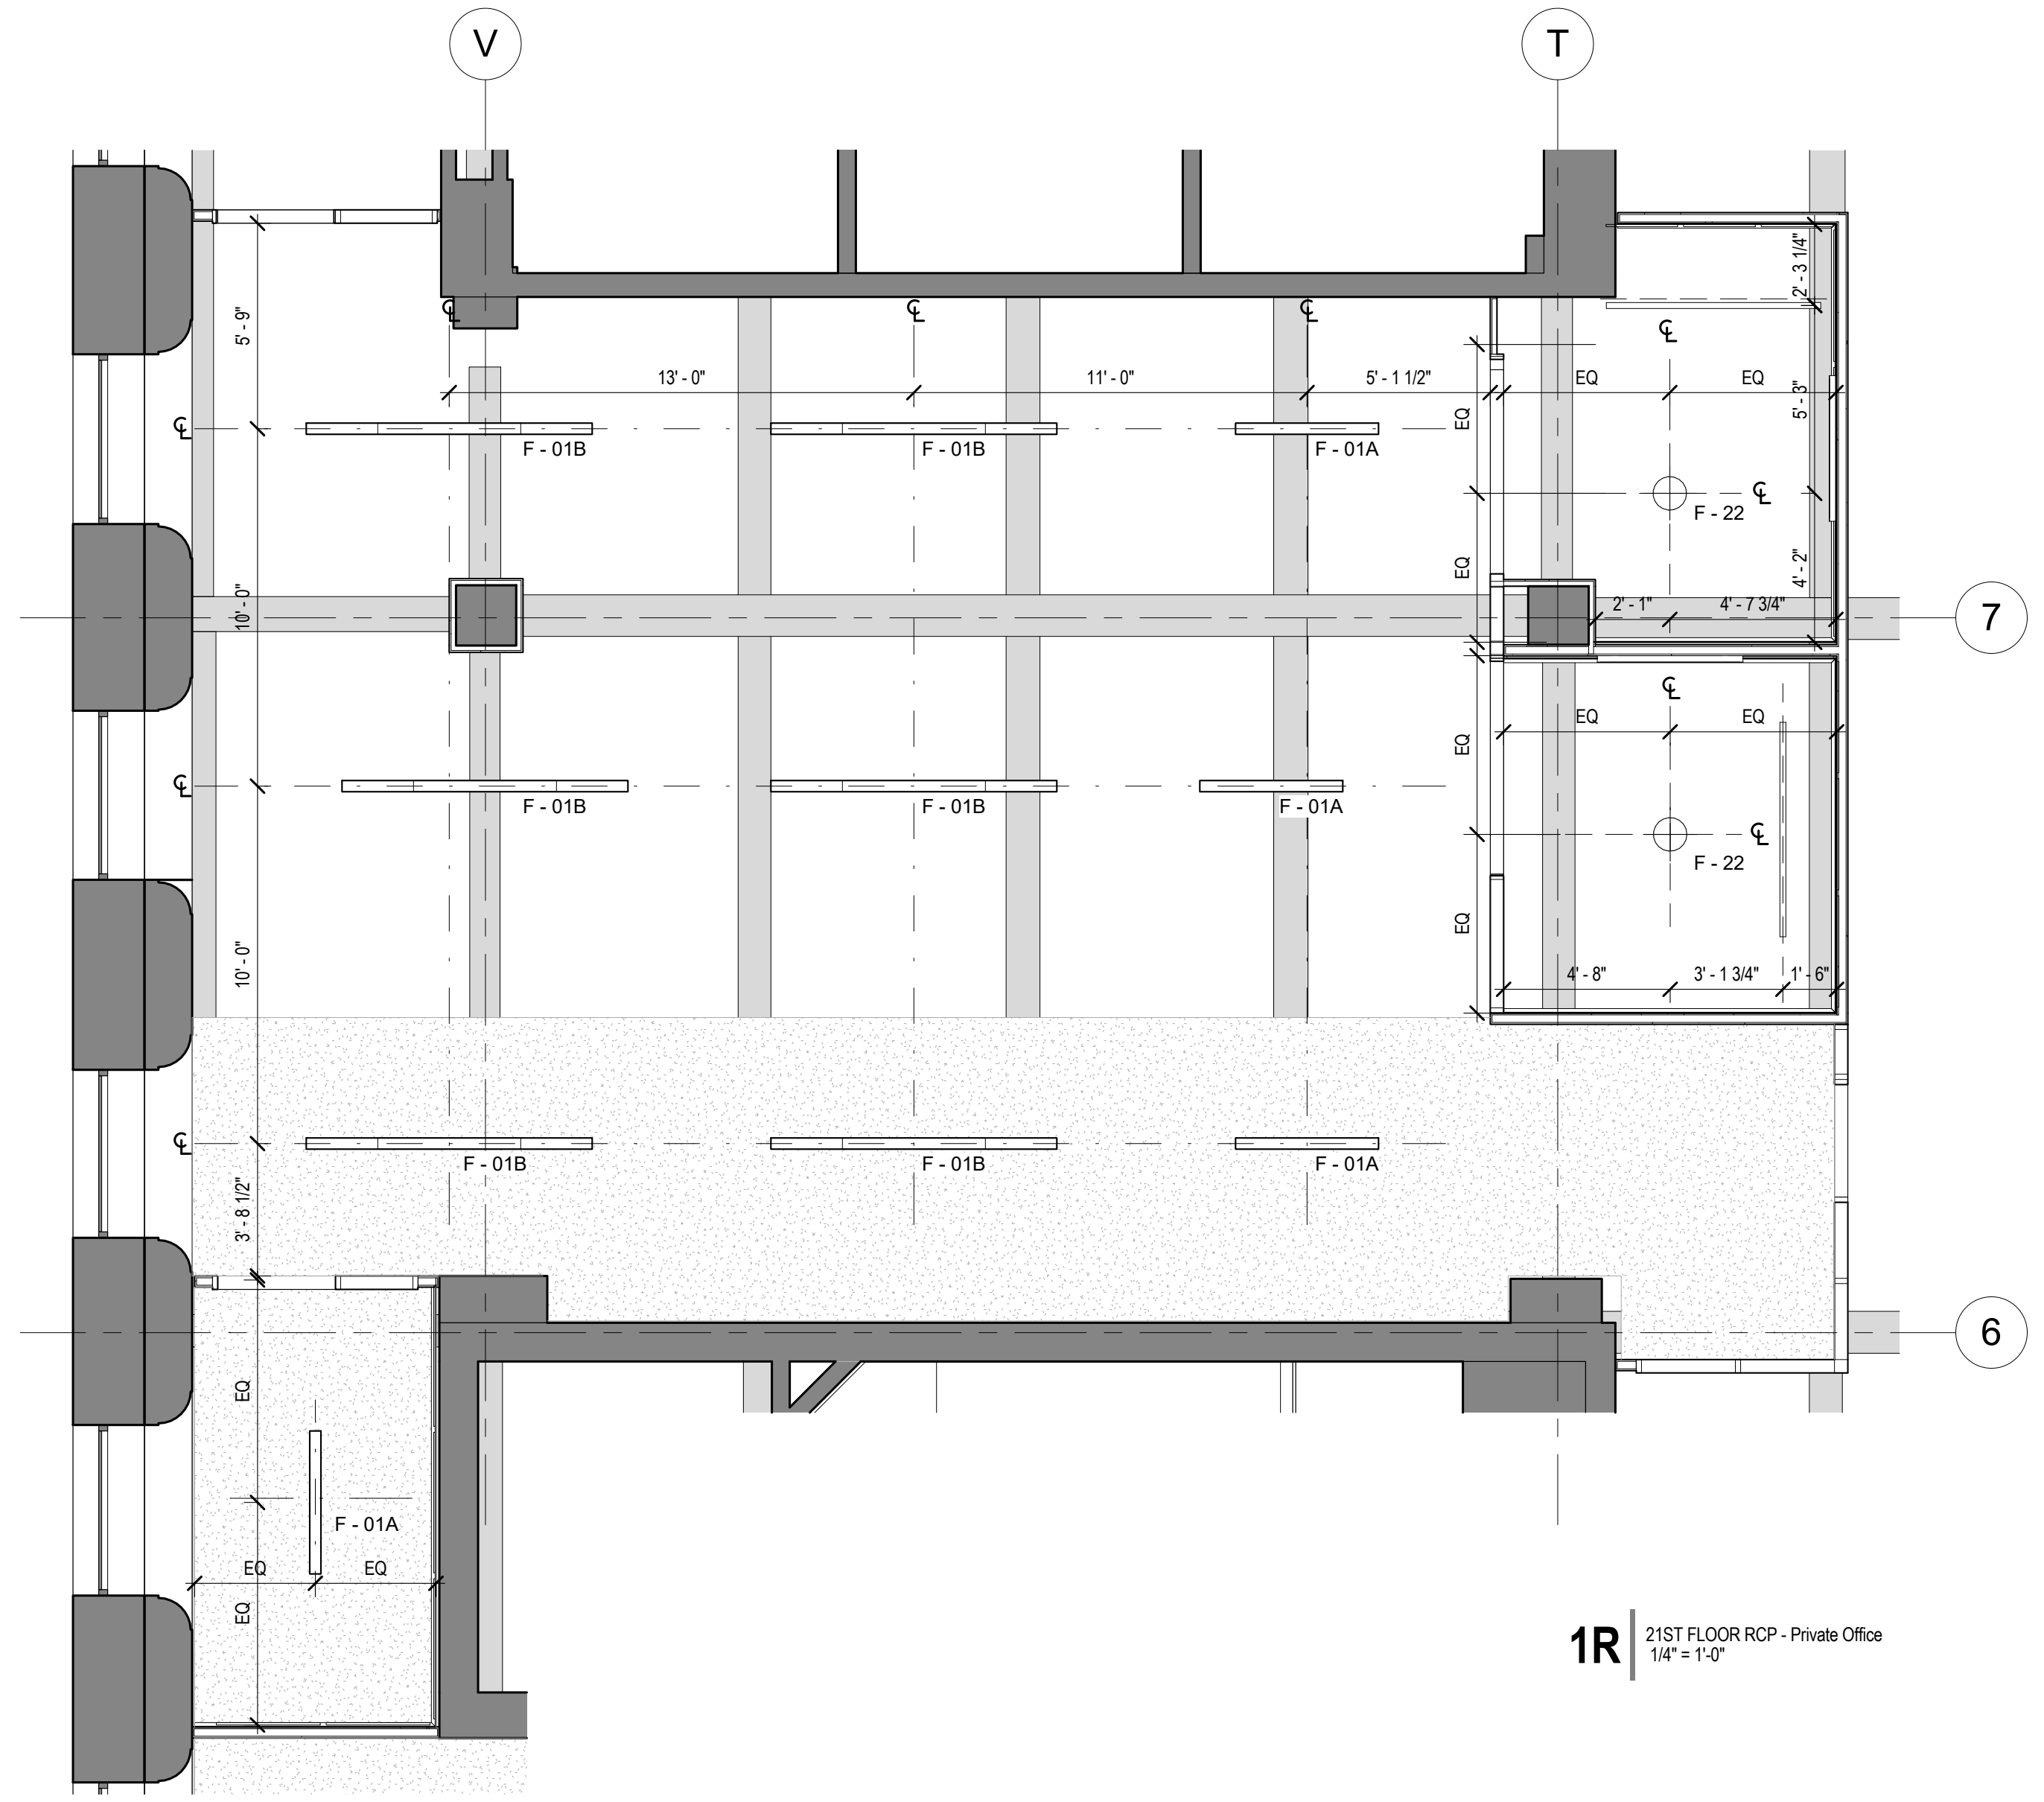 V
T
2' - 3 1/4"
5' - 9"
℄
℄
℄
℄
13' - 0"
11' - 0"
5' - 1 1/2"
EQ
EQ
5' - 3"
EQ
℄
F - 01B
F - 01B
F - 01A
℄
F - 22
EQ
4' - 2"
10' - 0"
2' - 1"
4' - 7 3/4"
7
℄
EQ
EQ
EQ
℄
F - 01B
F - 01B
F - 01A
℄
F - 22
EQ
10' - 0"
4' - 8"
3' - 1 3/4"
1' - 6"
℄
F - 01B
F - 01B
F - 01A
3' - 8 1/2"
6
EQ
F - 01A
EQ
EQ
EQ
1R
21ST FLOOR RCP - Private Office
1/4" = 1'-0"